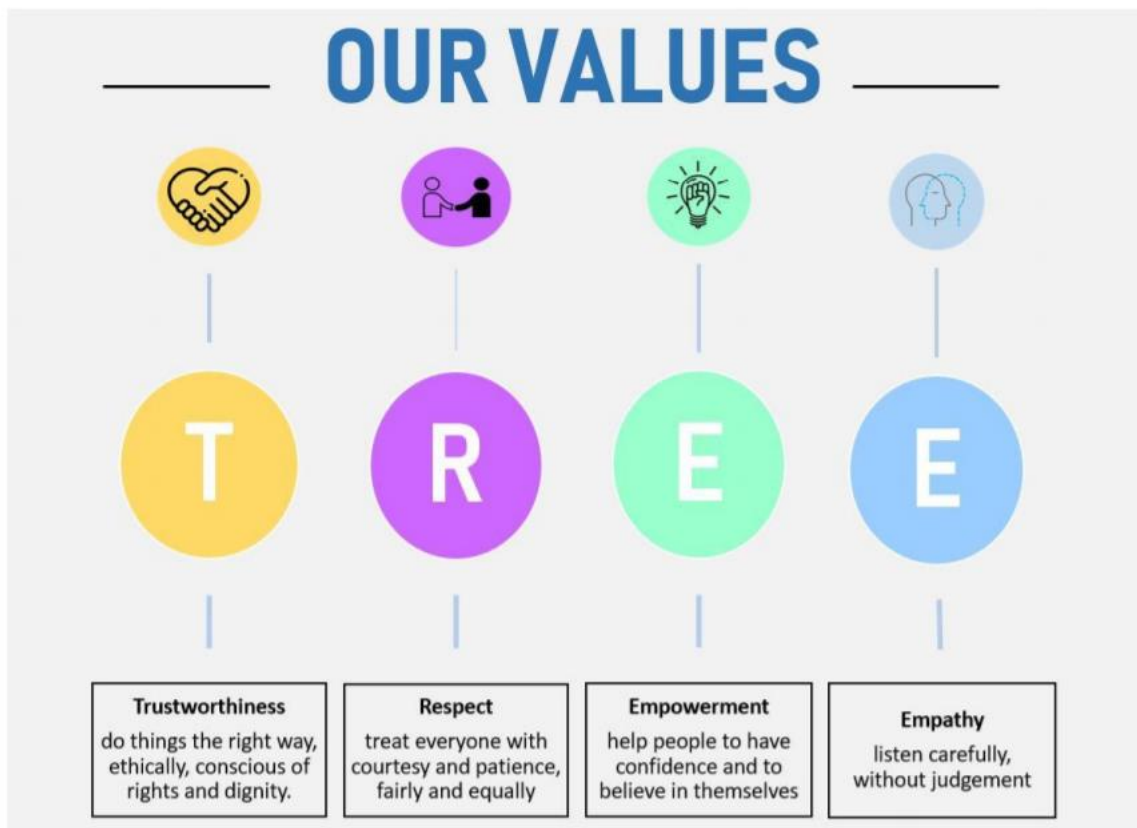 OUR VALUES
T
R
E
E
Trustworthiness
do things the right way,
ethically, conscious of
rights and dignity.
Respect
treat everyone with
courtesy and patience,
fairly and equally
Empowerment
help people to have
confidence and to
believe in themselves
Empathy
listen carefully,
without judgement